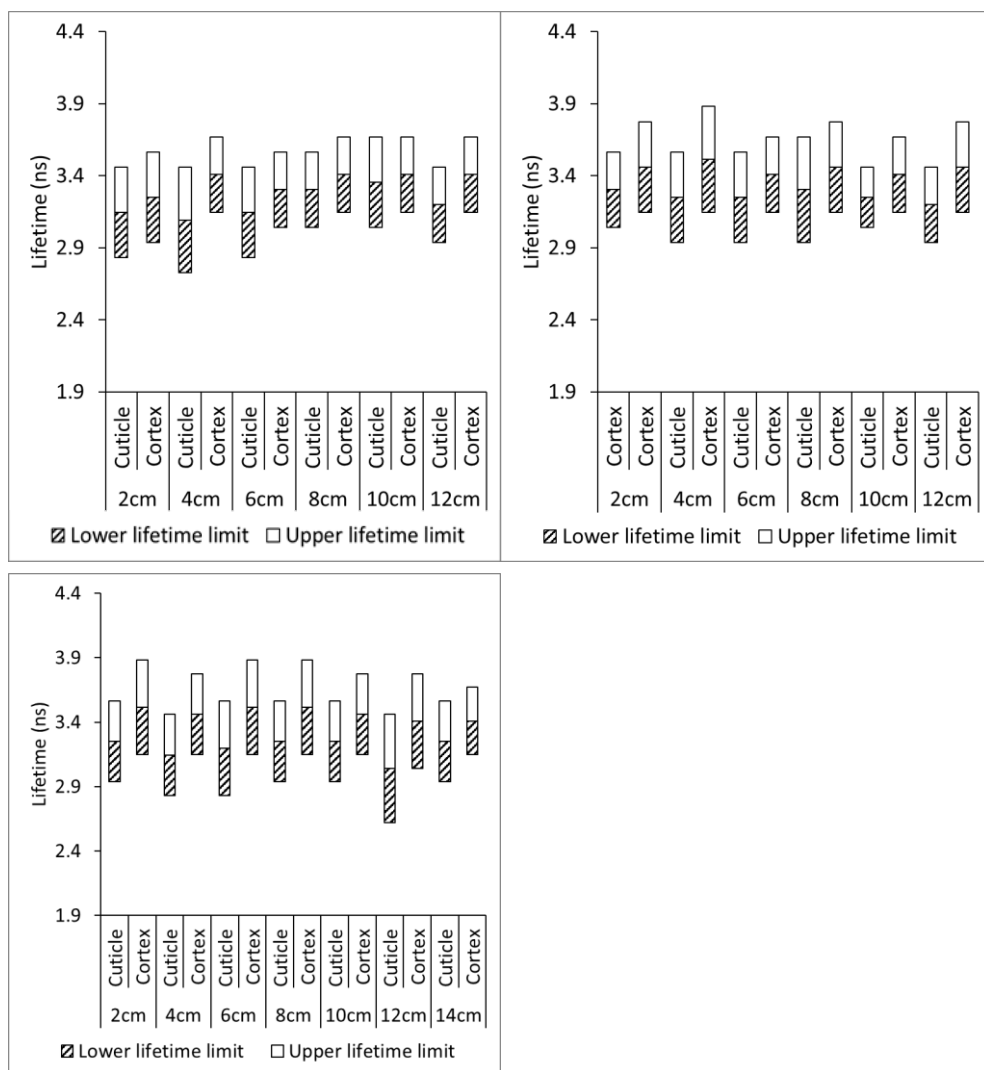 4.4
3.9
3.4
2.9
2.4
1.9
Lifetime (ns)
Cuticle Cortex Cuticle Cortex Cuticle Cortex Cuticle Cortex Cuticle Cortex Cuticle Cortex
2cm 4cm 6cm 8cm 10cm 12cm
Lower lifetime limit Upper lifetime limit
4.4
3.9
3.4
2.9
2.4
1.9
Lifetime (ns)
Cortex Cortex Cuticle Cortex Cuticle Cortex Cuticle Cortex Cuticle Cortex Cuticle Cortex
2cm 4cm 6cm 8cm 10cm 12cm
Lower lifetime limit Upper lifetime limit
4.4
3.9
3.4
2.9
2.4
1.9
Lifetime (ns)
Cuticle Cortex Cuticle Cortex Cuticle Cortex Cuticle Cortex Cuticle Cortex Cuticle Cortex Cuticle Cortex
2cm 4cm 6cm 8cm 10cm 12cm 14cm
Lower lifetime limit Upper lifetime limit